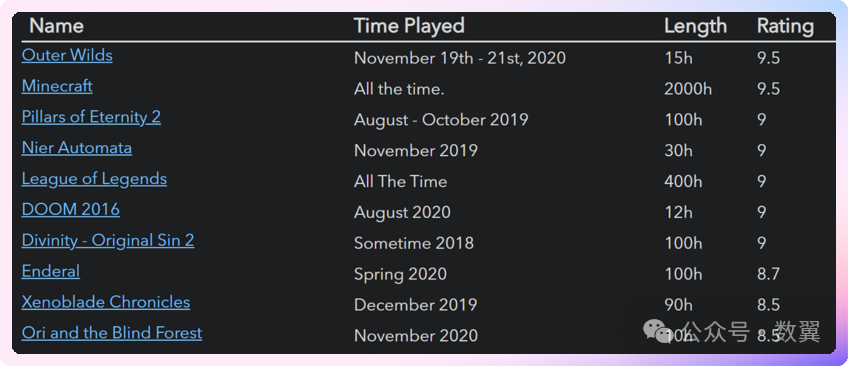 Name Time Played Length Rating
Outer Wilds November 19th - 21st, 2020 15h 9.5
Minecraft All the time. 2000h 9.5
Pillars of Eternity 2 August - October 2019 100h 9
Nier Automata November 2019 30h 9
League of Legends All The Time 400h 9
DOOM 2016 August 2020 12h 9
Divinity - Original Sin 2 Sometime 2018 100h 9
Enderal Spring 2020 100h 8.7
Xenoblade Chronicles December 2019 90h 8.5
Ori and the Blind Forest November 2020 10h 8.5
公众号 · 数翼